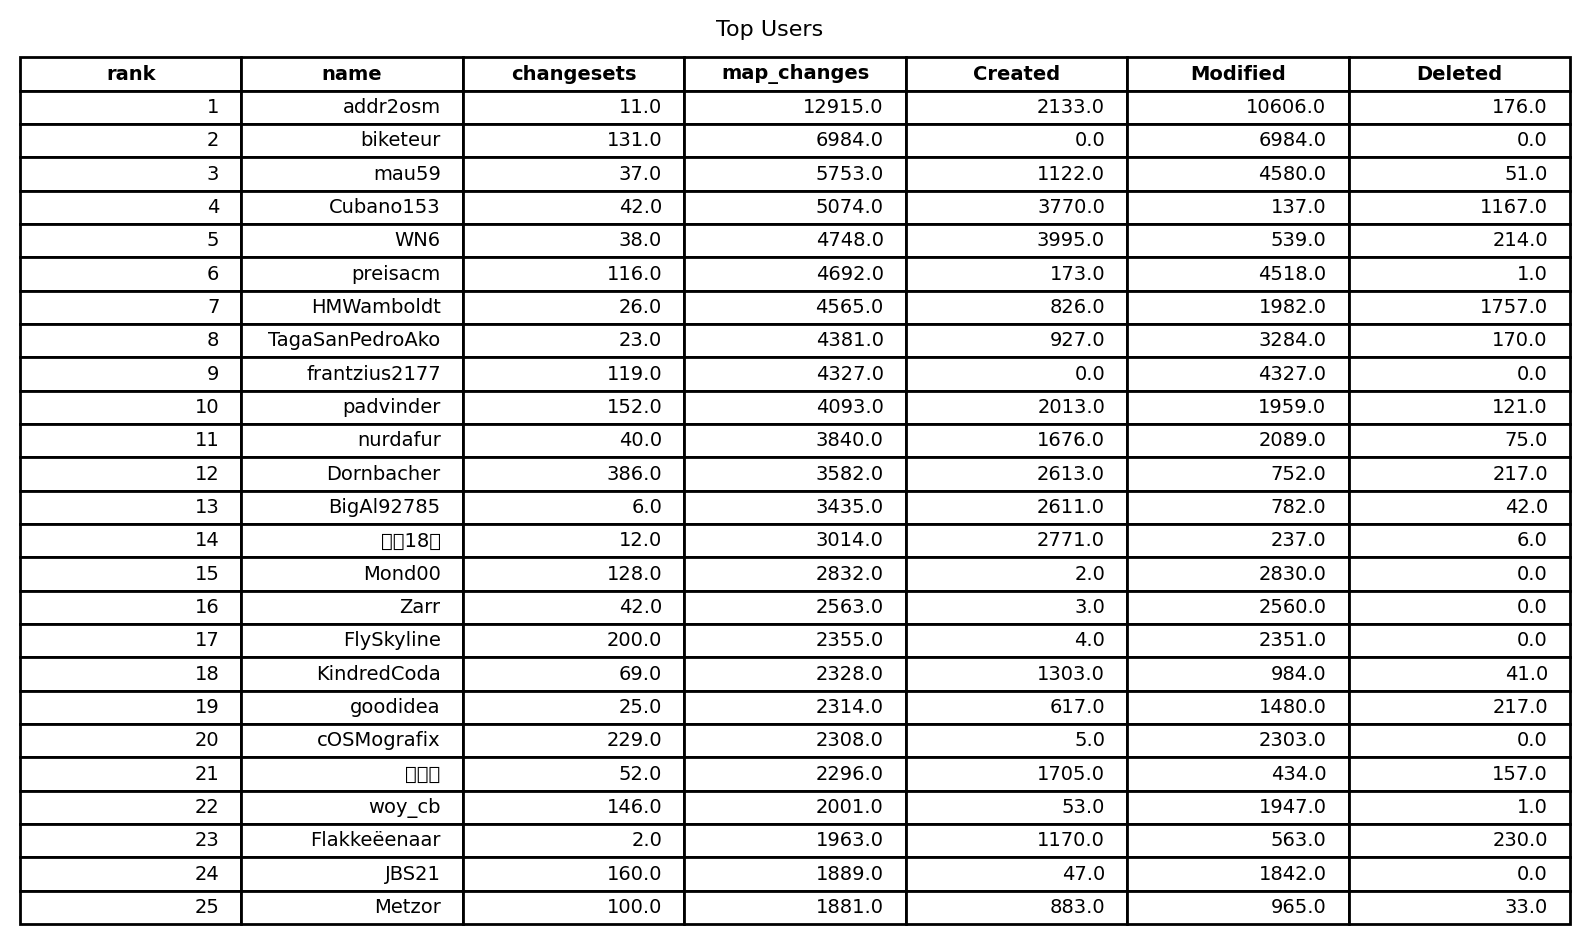 Top Users
rank name changesets map_changes Created Modified Deleted
1 addr2osm 11.0 12915.0 2133.0 10606.0 176.0
2 biketeur 131.0 6984.0 0.0 6984.0 0.0
3 mau59 37.0 5753.0 1122.0 4580.0 51.0
4 Cubano153 42.0 5074.0 3770.0 137.0 1167.0
5 WN6 38.0 4748.0 3995.0 539.0 214.0
6 preisacm 116.0 4692.0 173.0 4518.0 1.0
7 HMWamboldt 26.0 4565.0 826.0 1982.0 1757.0
8 TagaSanPedroAko 23.0 4381.0 927.0 3284.0 170.0
9 frantzius2177 119.0 4327.0 0.0 4327.0 0.0
10 padvinder 152.0 4093.0 2013.0 1959.0 121.0
11 nurdafur 40.0 3840.0 1676.0 2089.0 75.0
12 Dornbacher 386.0 3582.0 2613.0 752.0 217.0
13 BigAl92785 6.0 3435.0 2611.0 782.0 42.0
14 18 12.0 3014.0 2771.0 237.0 6.0
15 Mond00 128.0 2832.0 2.0 2830.0 0.0
16 Zarr 42.0 2563.0 3.0 2560.0 0.0
17 FlySkyline 200.0 2355.0 4.0 2351.0 0.0
18 KindredCoda 69.0 2328.0 1303.0 984.0 41.0
19 goodidea 25.0 2314.0 617.0 1480.0 217.0
20 cOSMografix 229.0 2308.0 5.0 2303.0 0.0
21 52.0 2296.0 1705.0 434.0 157.0
22 woy_cb 146.0 2001.0 53.0 1947.0 1.0
23 Flakkeëenaar 2.0 1963.0 1170.0 563.0 230.0
24 JBS21 160.0 1889.0 47.0 1842.0 0.0
25 Metzor 100.0 1881.0 883.0 965.0 33.0